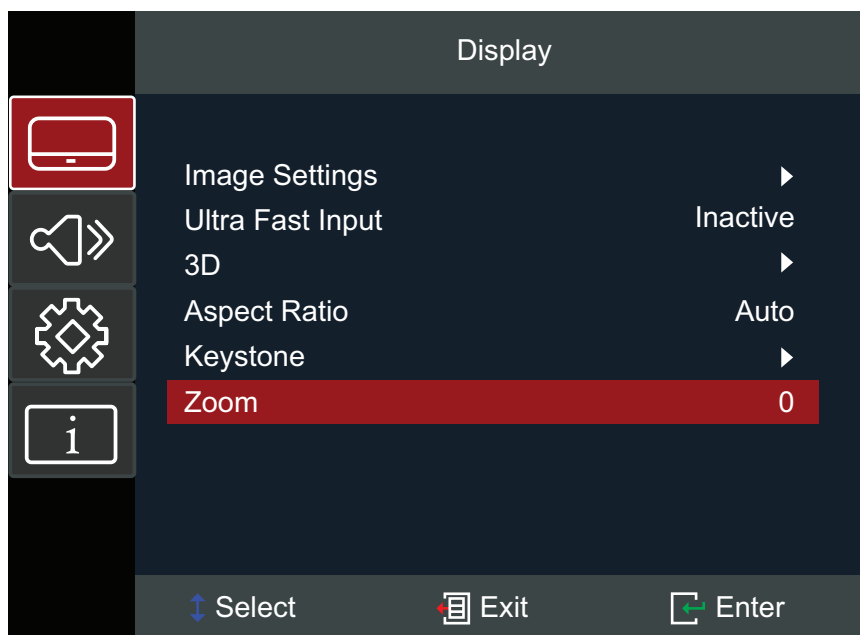 Display
Image Settings
Ultra Fast Input Inactive
3D
Aspect Ratio Auto
Keystone
Zoom 0
i
Select Exit Enter